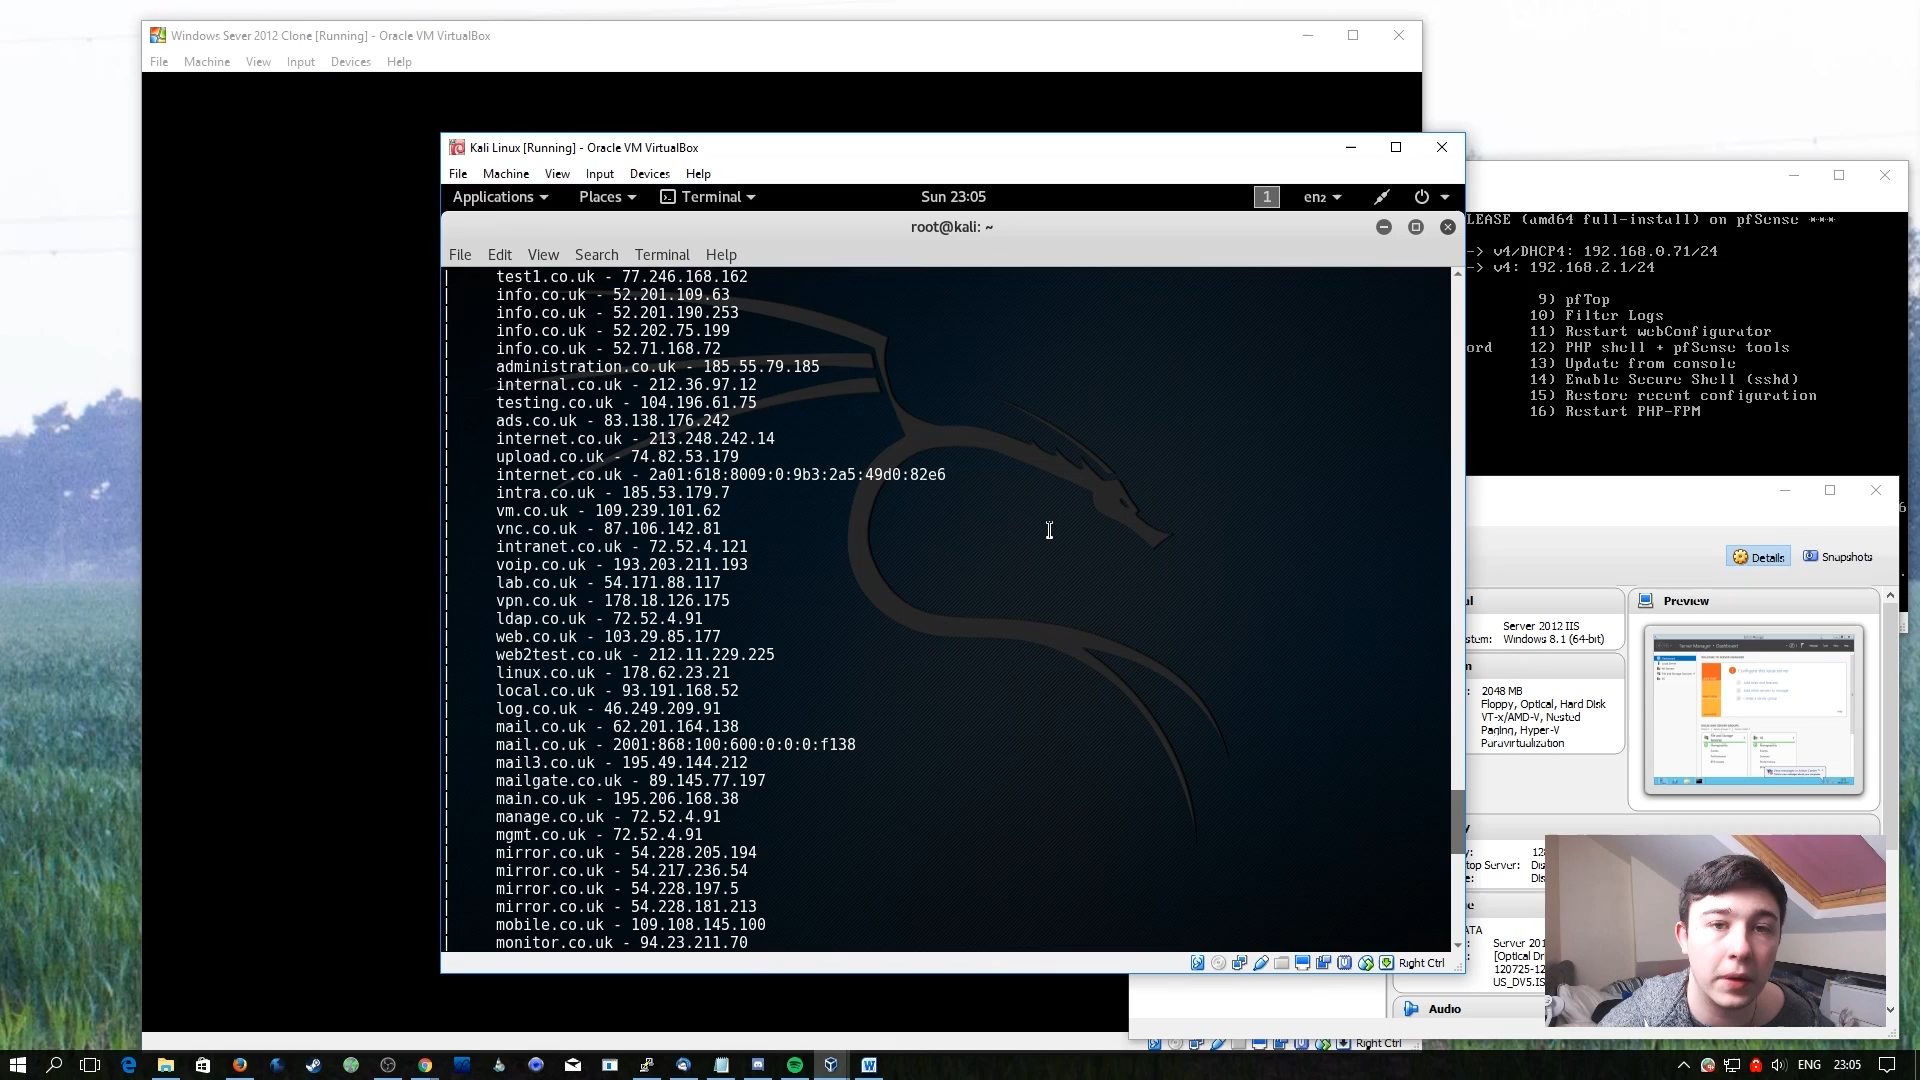 Windows Sever 2012 Clone [Running] - Oracle VM VirtualBox
File Machine View Input Devices Help
Kali Linux [Running] - Oracle VM VirtualBox
File Machine View Input Devices Help
Applications Places Terminal Sun 23:05 1 en₂
root@kali: ~
File Edit View Search Terminal Help
| test1.co.uk - 77.246.168.162
| info.co.uk - 52.201.109.63
| info.co.uk - 52.201.190.253
| info.co.uk - 52.202.75.199
| info.co.uk - 52.71.168.72
| administration.co.uk - 185.55.79.185
| internal.co.uk - 212.36.97.12
| testing.co.uk - 104.196.61.75
| ads.co.uk - 83.138.176.242
| internet.co.uk - 213.248.242.14
| upload.co.uk - 74.82.53.179
| internet.co.uk - 2a01:618:8009:0:9b3:2a5:49d0:82e6
| intra.co.uk - 185.53.179.7
| vm.co.uk - 109.239.101.62
| vnc.co.uk - 87.106.142.81
| intranet.co.uk - 72.52.4.121
| voip.co.uk - 193.203.211.193
| lab.co.uk - 54.171.88.117
| vpn.co.uk - 178.18.126.175
| ldap.co.uk - 72.52.4.91
| web.co.uk - 103.29.85.177
| web2test.co.uk - 212.11.229.225
| linux.co.uk - 178.62.23.21
| local.co.uk - 93.191.168.52
| log.co.uk - 46.249.209.91
| mail.co.uk - 62.201.164.138
| mail.co.uk - 2001:868:100:600:0:0:0:f138
| mail3.co.uk - 195.49.144.212
| mailgate.co.uk - 89.145.77.197
| main.co.uk - 195.206.168.38
| manage.co.uk - 72.52.4.91
| mgmt.co.uk - 72.52.4.91
| mirror.co.uk - 54.228.205.194
| mirror.co.uk - 54.217.236.54
| mirror.co.uk - 54.228.197.5
| mirror.co.uk - 54.228.181.213
| mobile.co.uk - 109.108.145.100
| monitor.co.uk - 94.23.211.70
Right Ctrl
LEASE (amd64 full-install) on pfSense ***
-> v4/DHCP4: 192.168.0.71/24
-> v4: 192.168.2.1/24
9) pfTop
10) Filter Logs
11) Restart webConfigurator
ord 12) PHP shell + pfSense tools
13) Update from console
14) Enable Secure Shell (sshd)
15) Restore recent configuration
16) Restart PHP-FPM
Details Snapshots
al
Server 2012 IIS
stem: Windows 8.1 (64-bit)
Preview
m
: 2048 MB
: Floppy, Optical, Hard Disk
VT-x/AMD-V, Nested
Paging, Hyper-V
Paravirtualization
y
y: 128
top Server: Dis
e: Dis
ATA
Server 201
[Optical Dr
120725-12
US_DV5.IS
Audio
Right Ctrl
ENG 23:05